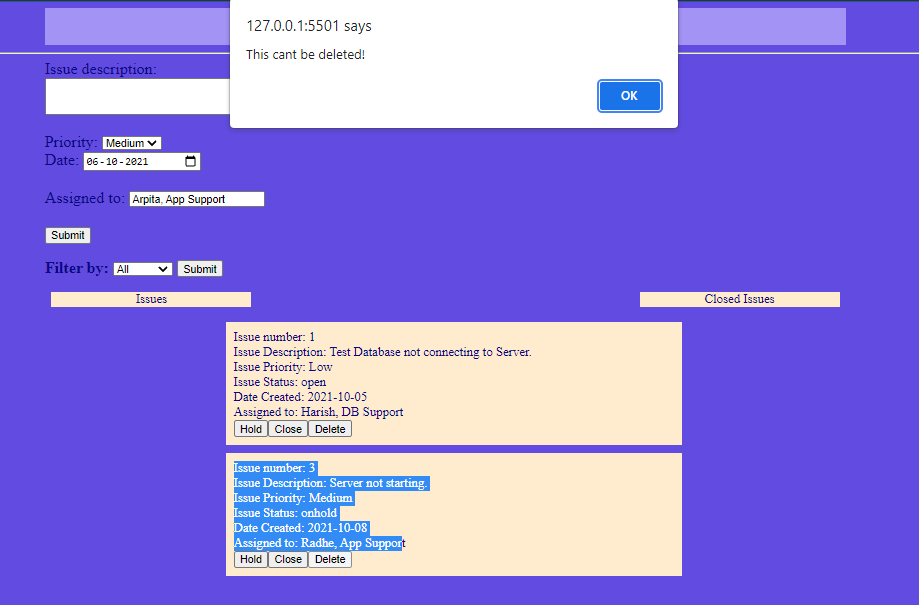 127.0.0.1:5501 says
This cant be deleted!
OK
Issue description:
Priority: Medium
Date: 06-10-2021
Assigned to: Arpita, App Support
Submit
Filter by: All Submit
Issues
Closed Issues
Issue number: 1
Issue Description: Test Database not connecting to Server.
Issue Priority: Low
Issue Status: open
Date Created: 2021-10-05
Assigned to: Harish, DB Support
Hold Close Delete
Issue number: 3
Issue Description: Server not starting.
Issue Priority: Medium
Issue Status: onhold
Date Created: 2021-10-08
Assigned to: Radhe, App Support
Hold Close Delete